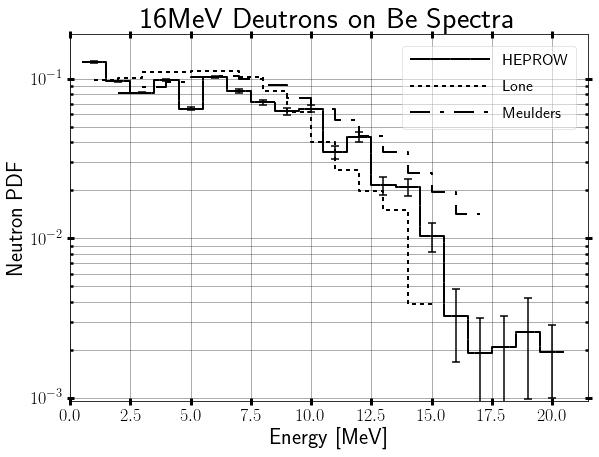 16MeV Deutrons on Be Spectra
HEPROW
Lone
Meulders
Neutron PDF
10⁻¹
10⁻²
10⁻³
0.0 2.5 5.0 7.5 10.0 12.5 15.0 17.5 20.0
Energy [MeV]